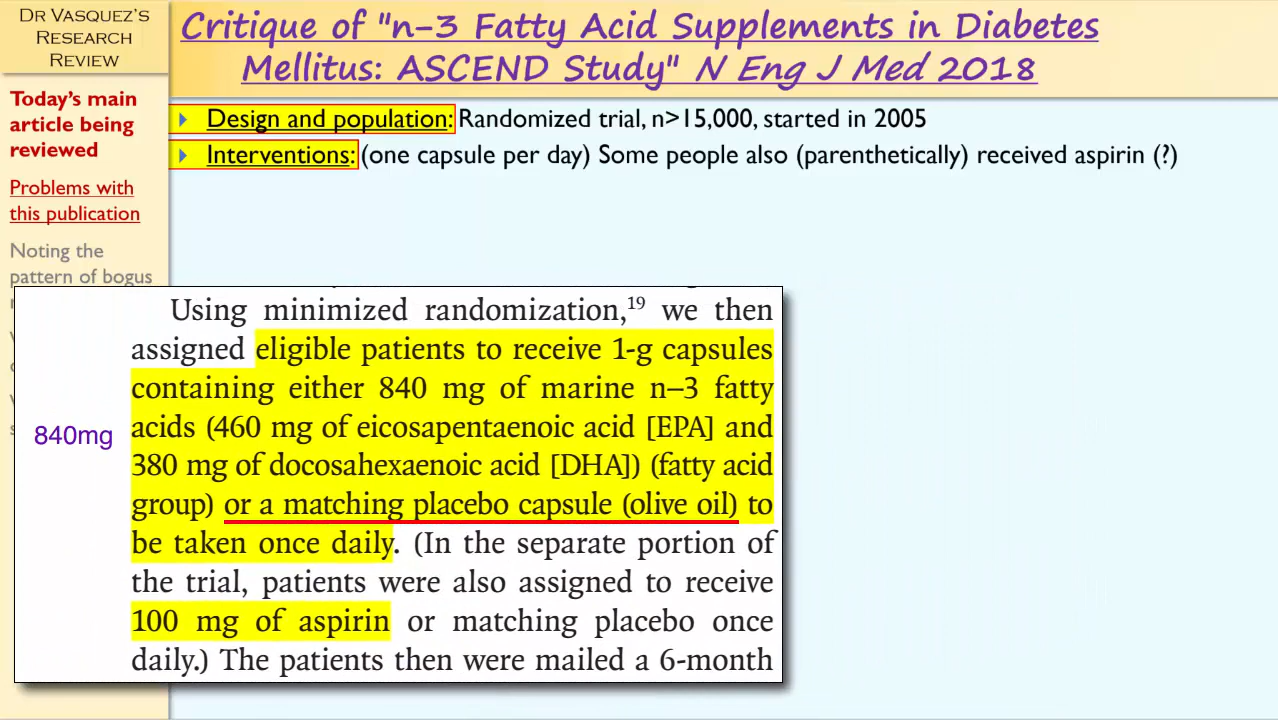 DR VASQUEZ'S
RESEARCH
REVIEW
Critique of "n–3 Fatty Acid Supplements in Diabetes
Mellitus: ASCEND Study" N Eng J Med 2018
Today's main
article being
reviewed
Problems with
this publication
Noting the
pattern of bogus
Design and population: Randomized trial, n>15,000, started in 2005
Interventions: (one capsule per day) Some people also (parenthetically) received aspirin (?)
Using minimized randomization,19 we then
assigned eligible patients to receive 1-g capsules
containing either 840 mg of marine n–3 fatty
840mg
acids (460 mg of eicosapentaenoic acid [EPA] and
380 mg of docosahexaenoic acid [DHA]) (fatty acid
group) or a matching placebo capsule (olive oil) to
be taken once daily. (In the separate portion of
the trial, patients were also assigned to receive
100 mg of aspirin or matching placebo once
daily.) The patients then were mailed a 6-month